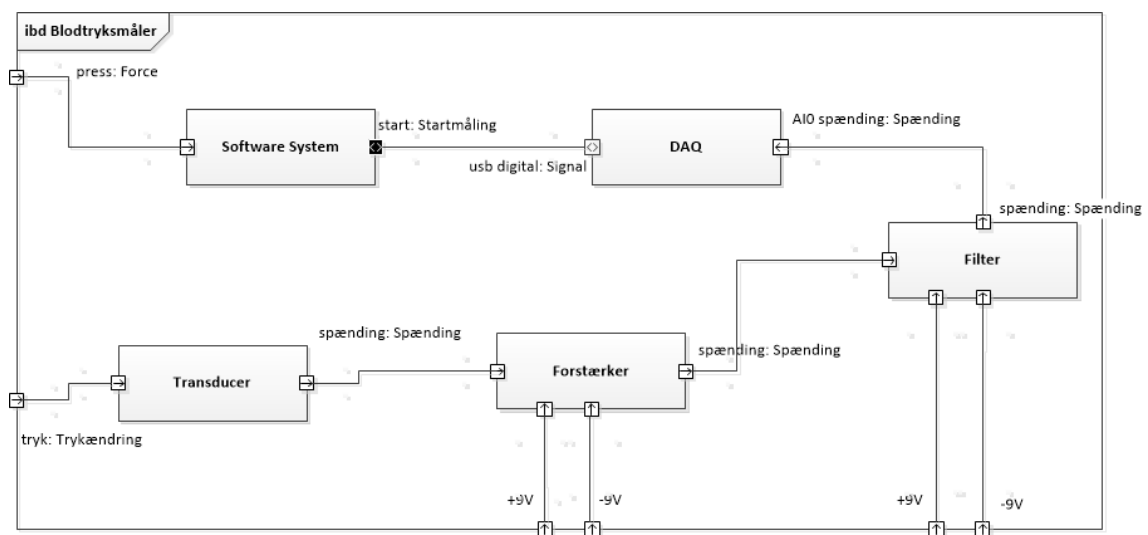 ibd Blodtryksmåler
press: Force
Software System
start: Startmåling
usb digital: Signal
DAQ
AI0 spænding: Spænding
spænding: Spænding
Filter
spænding: Spænding
Transducer
Forstærker
spænding: Spænding
tryk: Trykændring
+9V
-9V
+9V
-9V